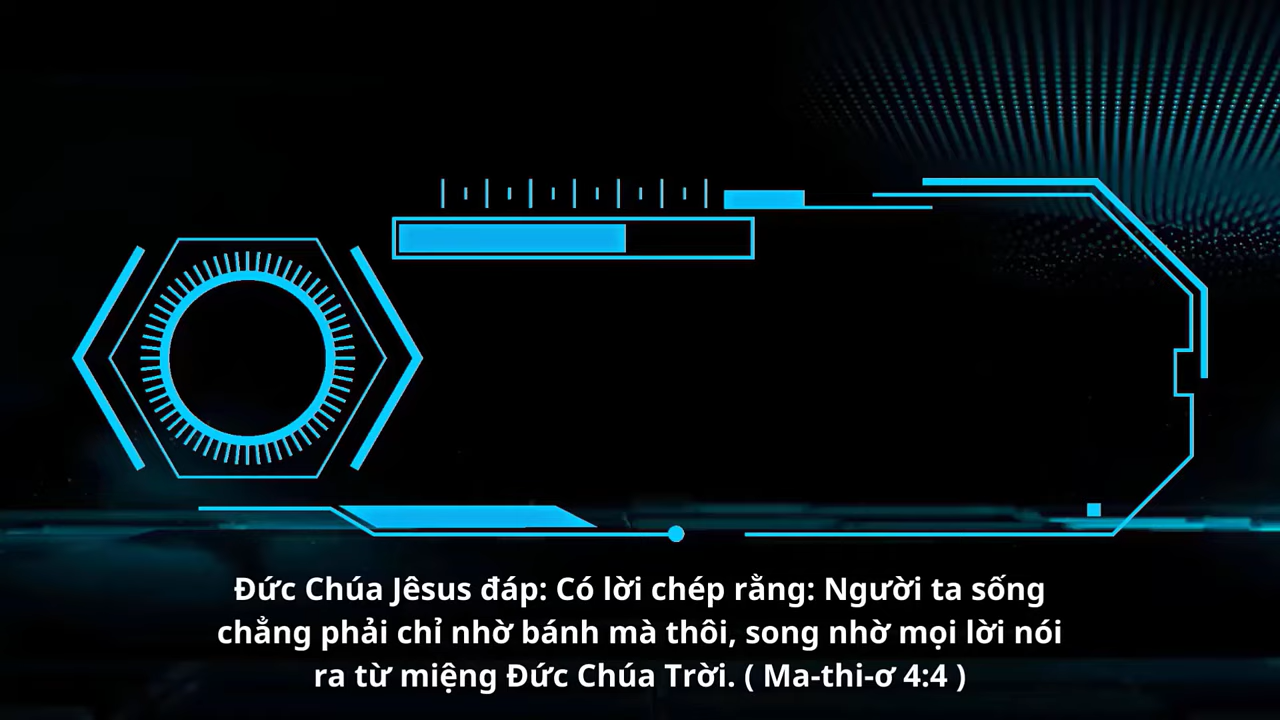 Đức Chúa Jêsus đáp: Có lời chép rằng: Người ta sống
chẳng phải chỉ nhờ bánh mà thôi, song nhờ mọi lời nói
ra từ miệng Đức Chúa Trời. ( Ma-thi-ơ 4:4 )